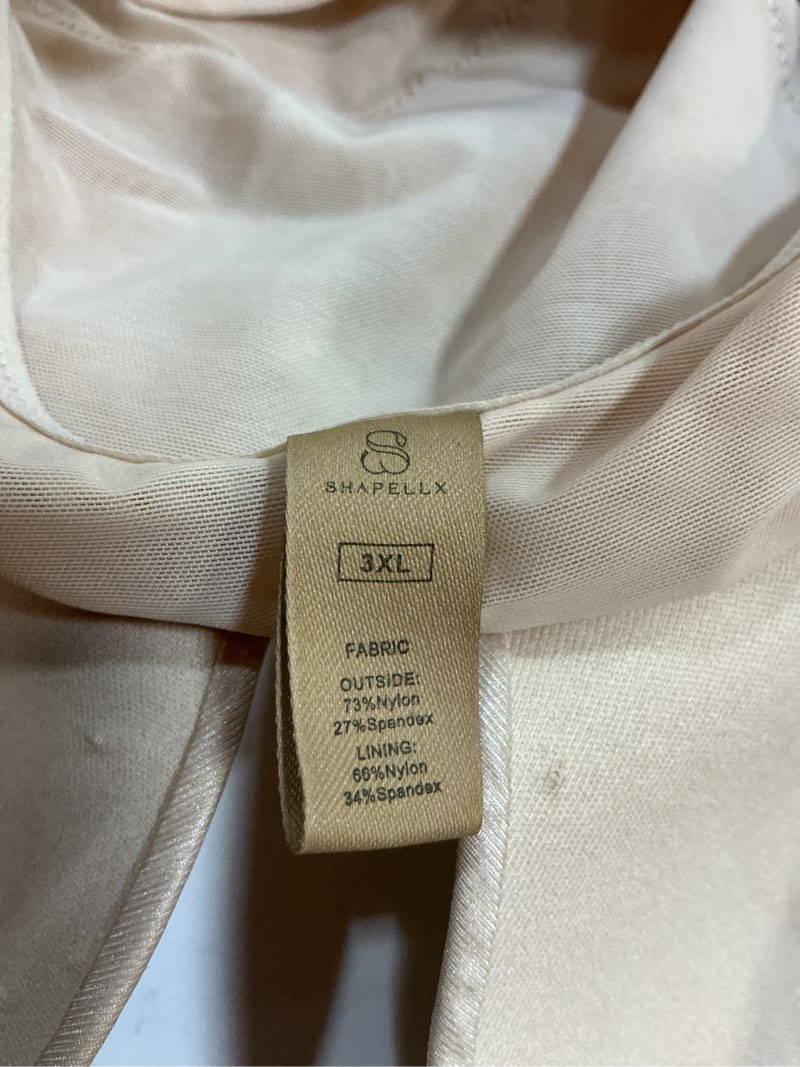 SHAPELLX
3XL
FABRIC
OUTSIDE:
73%Nylon
27%Spandex
LINING:
66%Nylon
34%Spandex